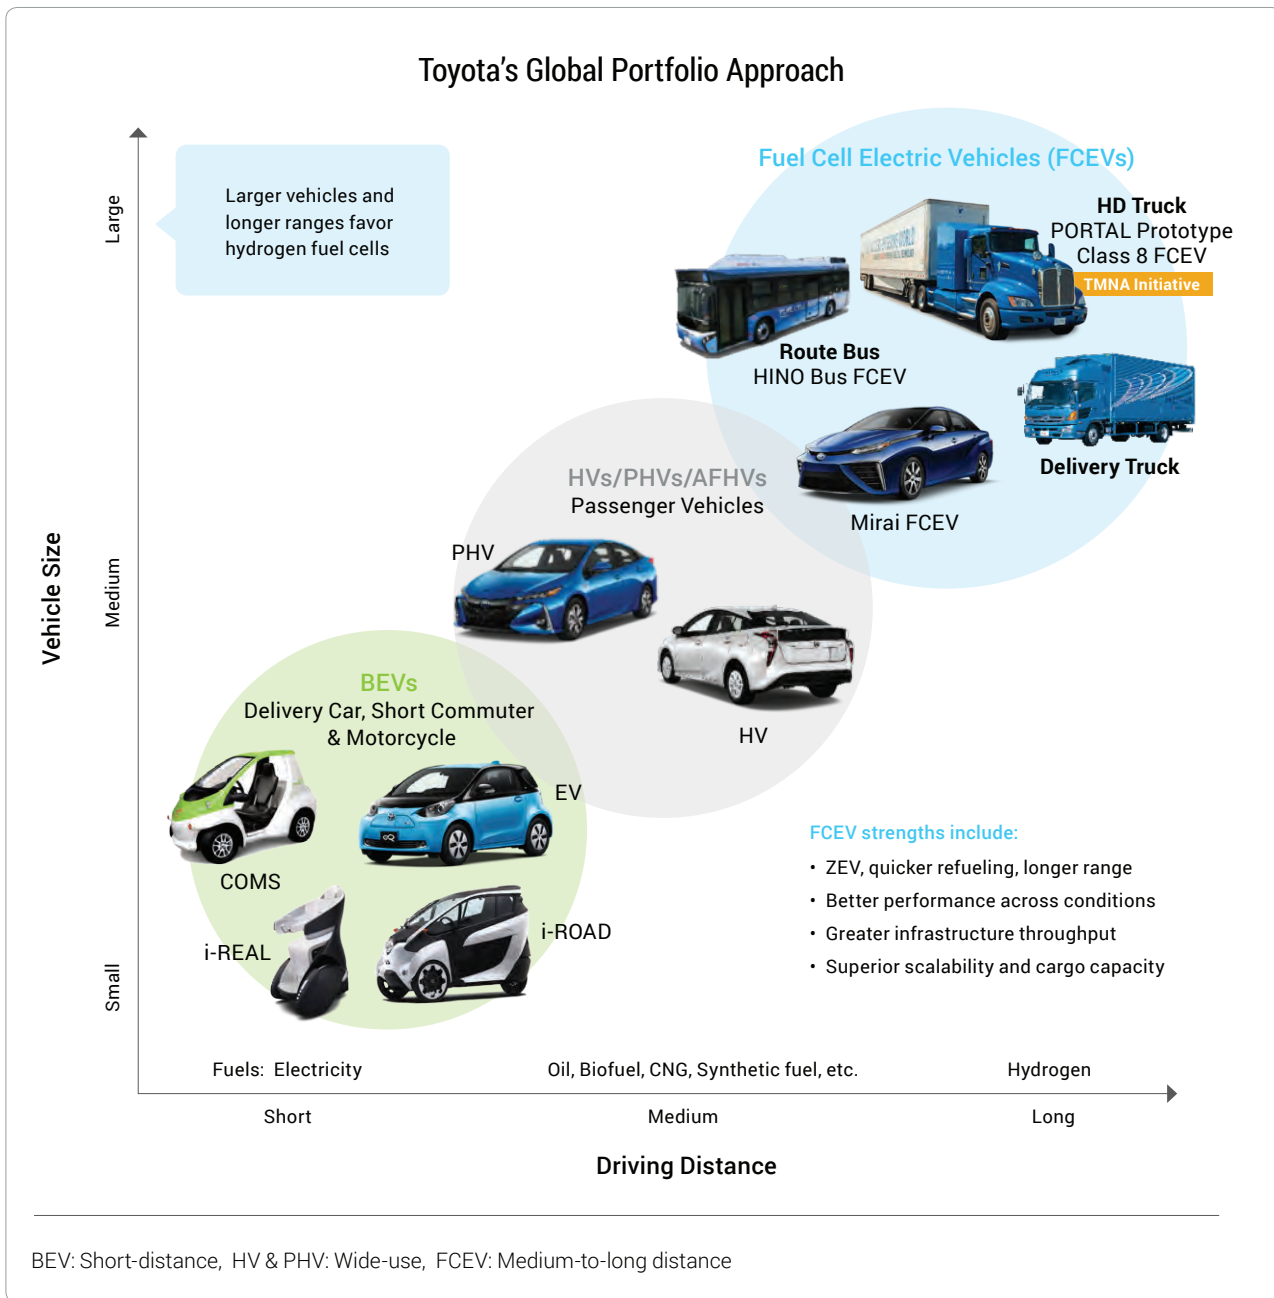 Toyota's Global Portfolio Approach
Larger vehicles and
longer ranges favor
hydrogen fuel cells
Fuel Cell Electric Vehicles (FCEVs)
HD Truck
PORTAL Prototype
Class 8 FCEV
TMNA Initiative
Route Bus
HINO Bus FCEV
Delivery Truck
Mirai FCEV
HVs/PHVs/AFHVs
Passenger Vehicles
PHV
HV
BEVs
Delivery Car, Short Commuter
& Motorcycle
EV
COMS
i-REAL
i-ROAD
FCEV strengths include:
• ZEV, quicker refueling, longer range
• Better performance across conditions
• Greater infrastructure throughput
• Superior scalability and cargo capacity
Vehicle Size
Large
Medium
Small
Fuels: Electricity
Oil, Biofuel, CNG, Synthetic fuel, etc.
Hydrogen
Short
Medium
Long
Driving Distance
BEV: Short-distance, HV & PHV: Wide-use, FCEV: Medium-to-long distance